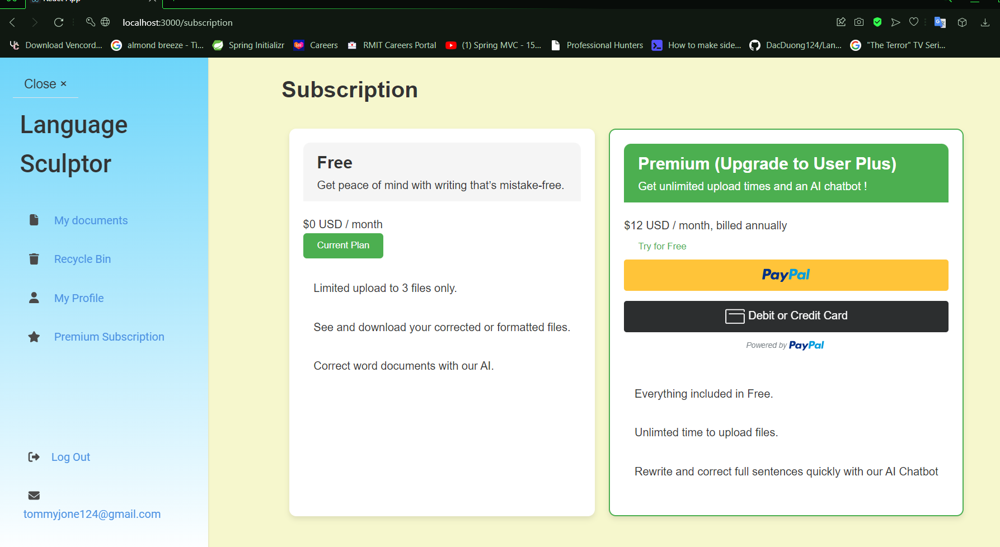 React App
localhost:3000/subscription
Download Vencord...
almond breeze - Ti...
Spring Initializr
Careers
RMIT Careers Portal
(1) Spring MVC - 15...
Professional Hunters
How to make side...
DacDuong124/Lan...
"The Terror" TV Seri...
Close ×
Language
Sculptor
My documents
Recycle Bin
My Profile
Premium Subscription
Log Out
tommyjone124@gmail.com
Subscription
Free
Get peace of mind with writing that’s mistake-free.
$0 USD / month
Current Plan
Limited upload to 3 files only.
See and download your corrected or formatted files.
Correct word documents with our AI.
Premium (Upgrade to User Plus)
Get unlimited upload times and an AI chatbot !
$12 USD / month, billed annually
Try for Free
PayPal
Debit or Credit Card
Powered by PayPal
Everything included in Free.
Unlimted time to upload files.
Rewrite and correct full sentences quickly with our AI Chatbot